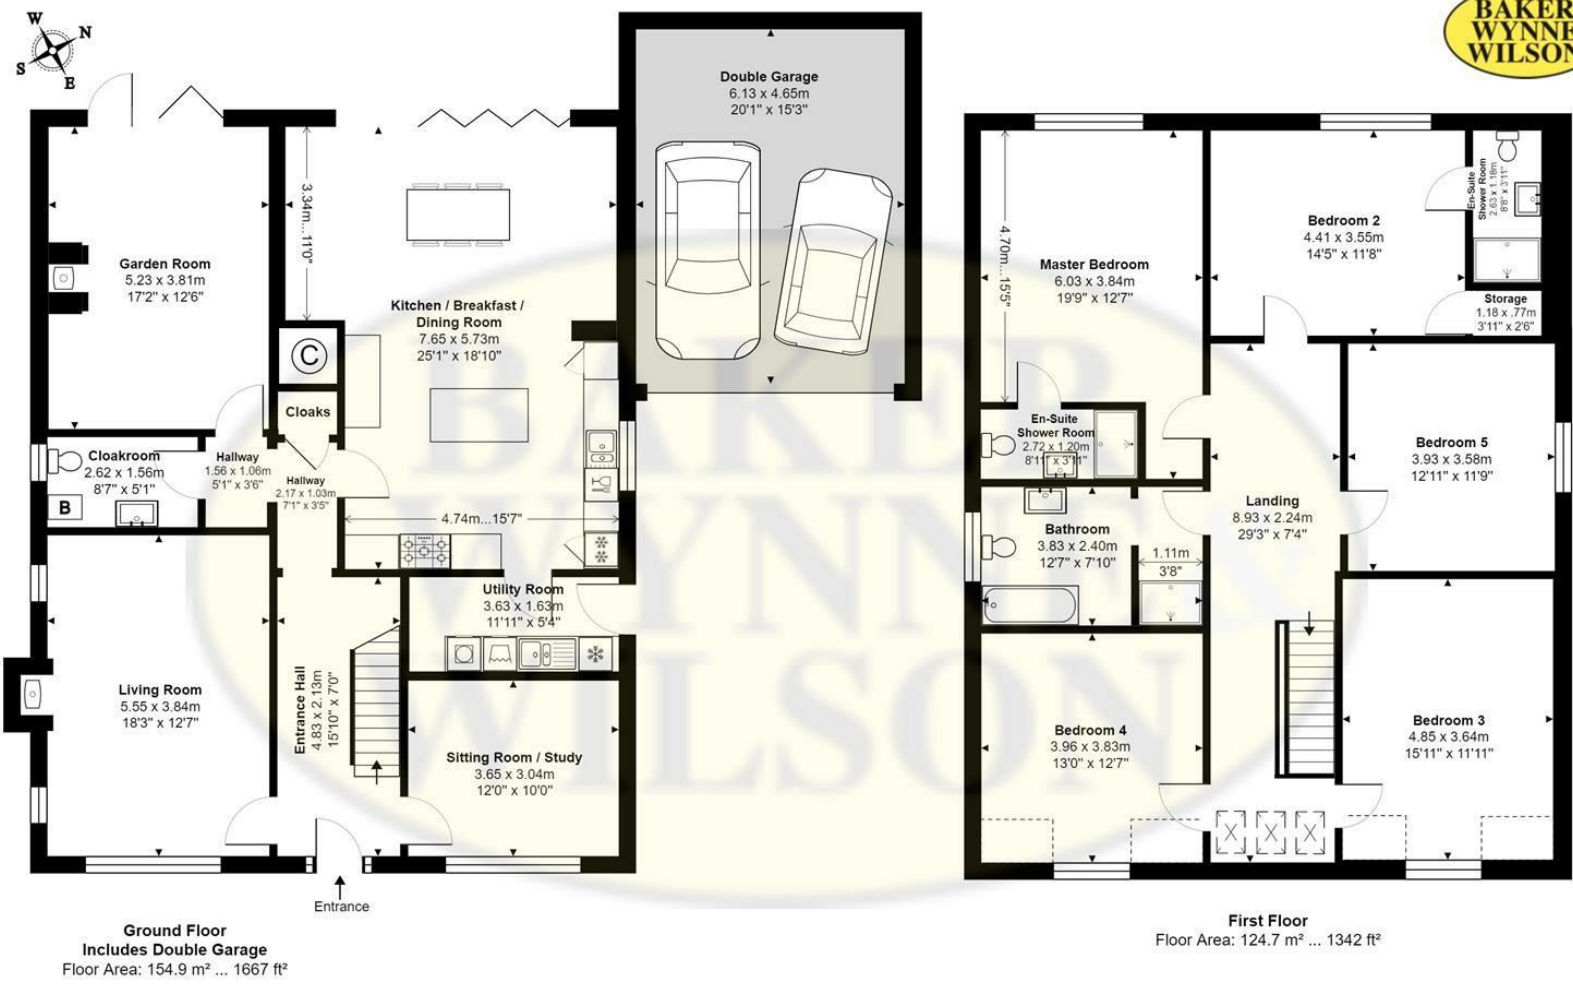 W
N
S
E
BAKER
WYNNE
WILSON
Double Garage
6.13 x 4.65m
20'1" x 15'3"
3.34m...11'0"
Garden Room
5.23 x 3.81m
17'2" x 12'6"
Kitchen / Breakfast /
Dining Room
7.65 x 5.73m
25'1" x 18'10"
C
Cloaks
Cloakroom
2.62 x 1.56m
8'7" x 5'1"
B
Hallway
1.56 x 1.06m
5'1" x 3'6"
Hallway
2.17 x 1.03m
7'1" x 3'5"
4.74m...15'7"
Utility Room
3.63 x 1.63m
11'11" x 5'4"
Living Room
5.55 x 3.84m
18'3" x 12'7"
Entrance Hall
4.83 x 2.13m
15'10" x 7'0"
Sitting Room / Study
3.65 x 3.04m
12'0" x 10'0"
Entrance
Ground Floor
Includes Double Garage
Floor Area: 154.9 m² ... 1667 ft²
4.70m...15'5"
Master Bedroom
6.03 x 3.84m
19'9" x 12'7"
Bedroom 2
4.41 x 3.55m
14'5" x 11'8"
En-Suite
Shower Room
2.63 x 1.18m
8'8" x 3'11"
Storage
1.18 x .77m
3'11" x 2'6"
En-Suite
Shower Room
2.72 x 1.20m
8'11" x 3'11"
Bedroom 5
3.93 x 3.58m
12'11" x 11'9"
Landing
8.93 x 2.24m
29'3" x 7'4"
Bathroom
3.83 x 2.40m
12'7" x 7'10"
1.11m
3'8"
Bedroom 4
3.96 x 3.83m
13'0" x 12'7"
Bedroom 3
4.85 x 3.64m
15'11" x 11'11"
First Floor
Floor Area: 124.7 m² ... 1342 ft²
BAKER
WYNNE &
WILSON